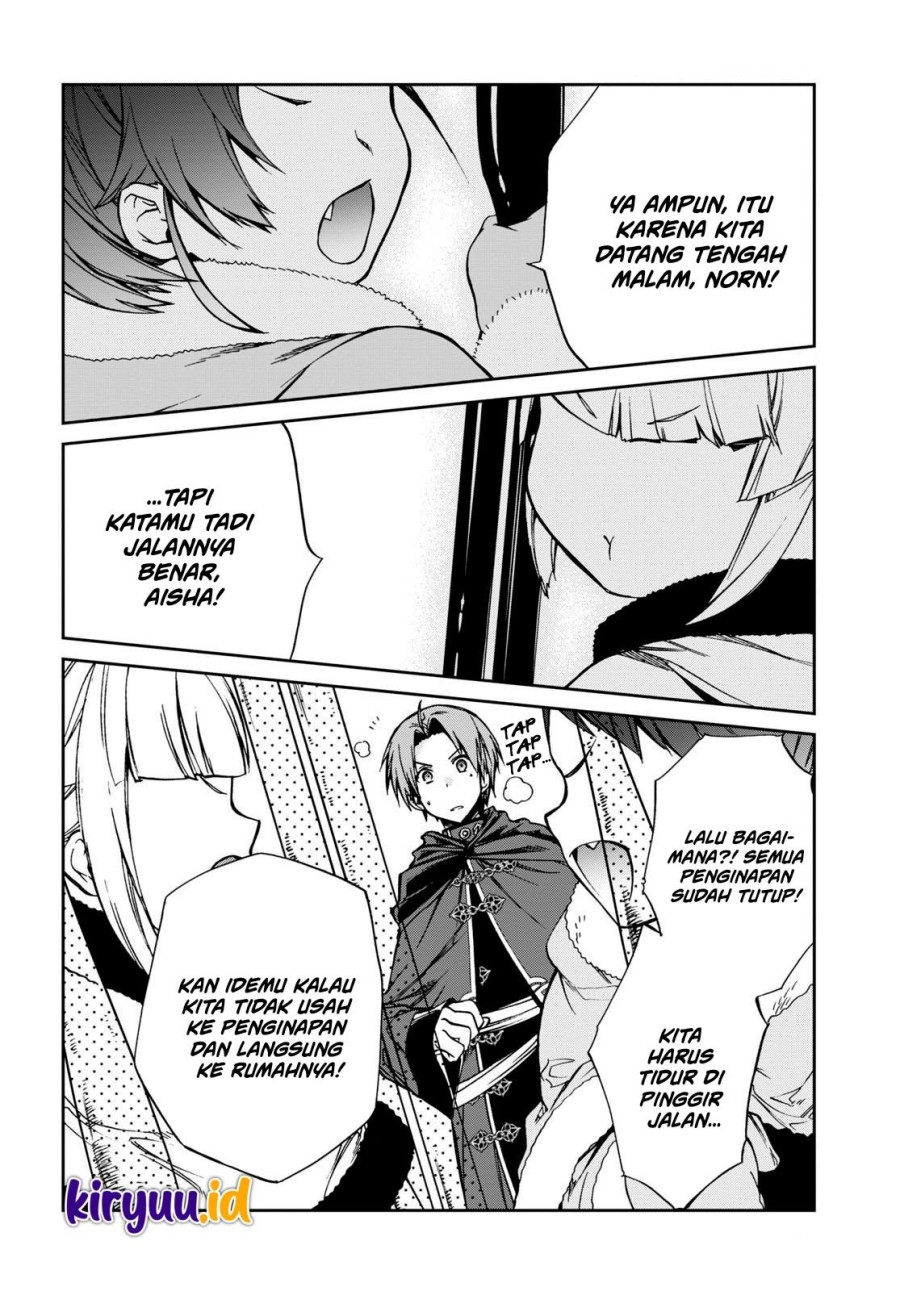 YA AMPUN, ITU
KARENA KITA
DATANG TENGAH
MALAM, NORN!
...TAPI
KATAMU TADI
JALANNYA
BENAR,
AISHA!
TAP
TAP
TAP...
LALU BAGAI-
MANA?! SEMUA
PENGINAPAN
SUDAH TUTUP!
KAN IDEMU KALAU
KITA TIDAK USAH
KE PENGINAPAN
DAN LANGSUNG
KE RUMAHNYA!
KITA
HARUS
TIDUR DI
PINGGIR
JALAN...
kiryuu.id